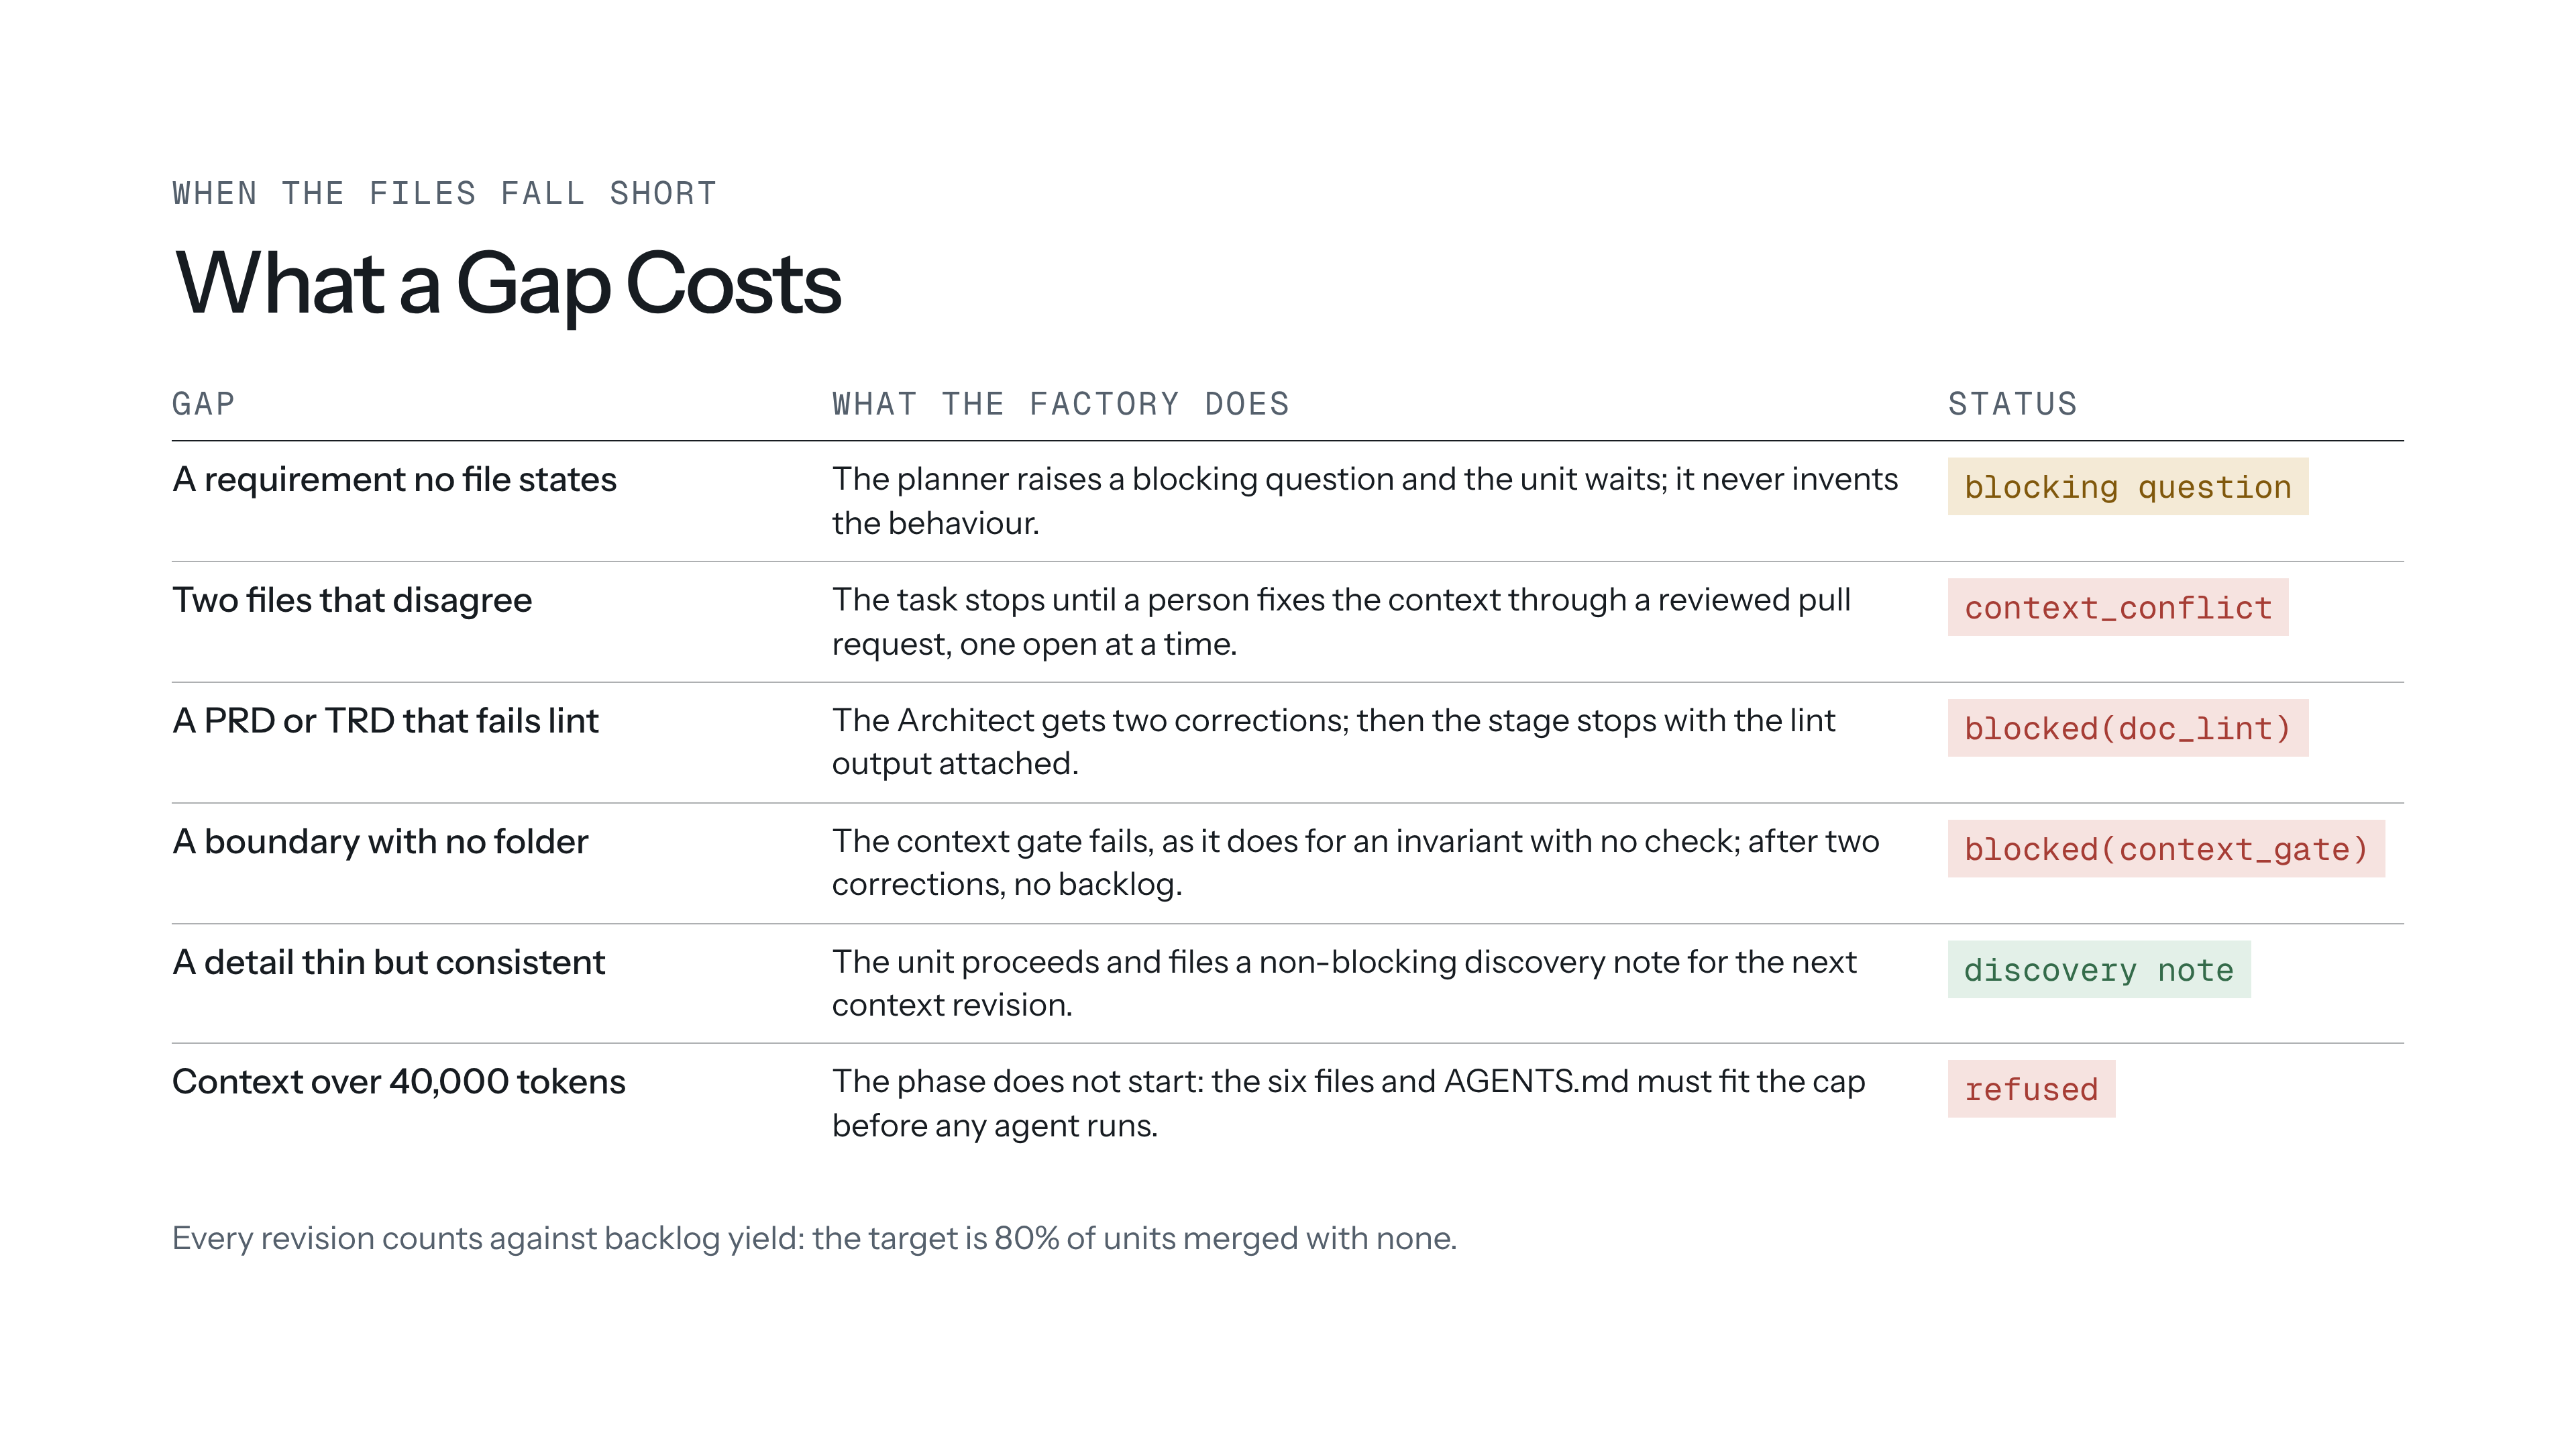 WHEN THE FILES FALL SHORT
What a Gap Costs
GAP
WHAT THE FACTORY DOES
STATUS
A requirement no file states
The planner raises a blocking question and the unit waits; it never invents
the behaviour.
blocking question
Two files that disagree
The task stops until a person fixes the context through a reviewed pull
request, one open at a time.
context_conflict
A PRD or TRD that fails lint
The Architect gets two corrections; then the stage stops with the lint
output attached.
blocked(doc_lint)
A boundary with no folder
The context gate fails, as it does for an invariant with no check; after two
corrections, no backlog.
blocked(context_gate)
A detail thin but consistent
The unit proceeds and files a non-blocking discovery note for the next
context revision.
discovery note
Context over 40,000 tokens
The phase does not start: the six files and AGENTS.md must fit the cap
before any agent runs.
refused
Every revision counts against backlog yield: the target is 80% of units merged with none.